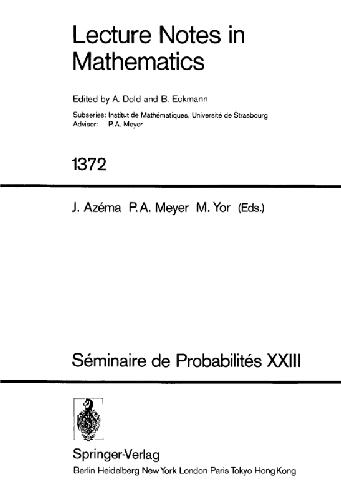 Lecture Notes in
Mathematics
Edited by A. Dold and B. Eckmann
Subseries: Institut de Mathématiques, Université de Strasbourg
Adviser: P.A. Meyer
1372
J. Azéma P.A. Meyer M. Yor (Eds.)
Séminaire de Probabilités XXIII
Springer-Verlag
Berlin Heidelberg New York London Paris Tokyo Hong Kong